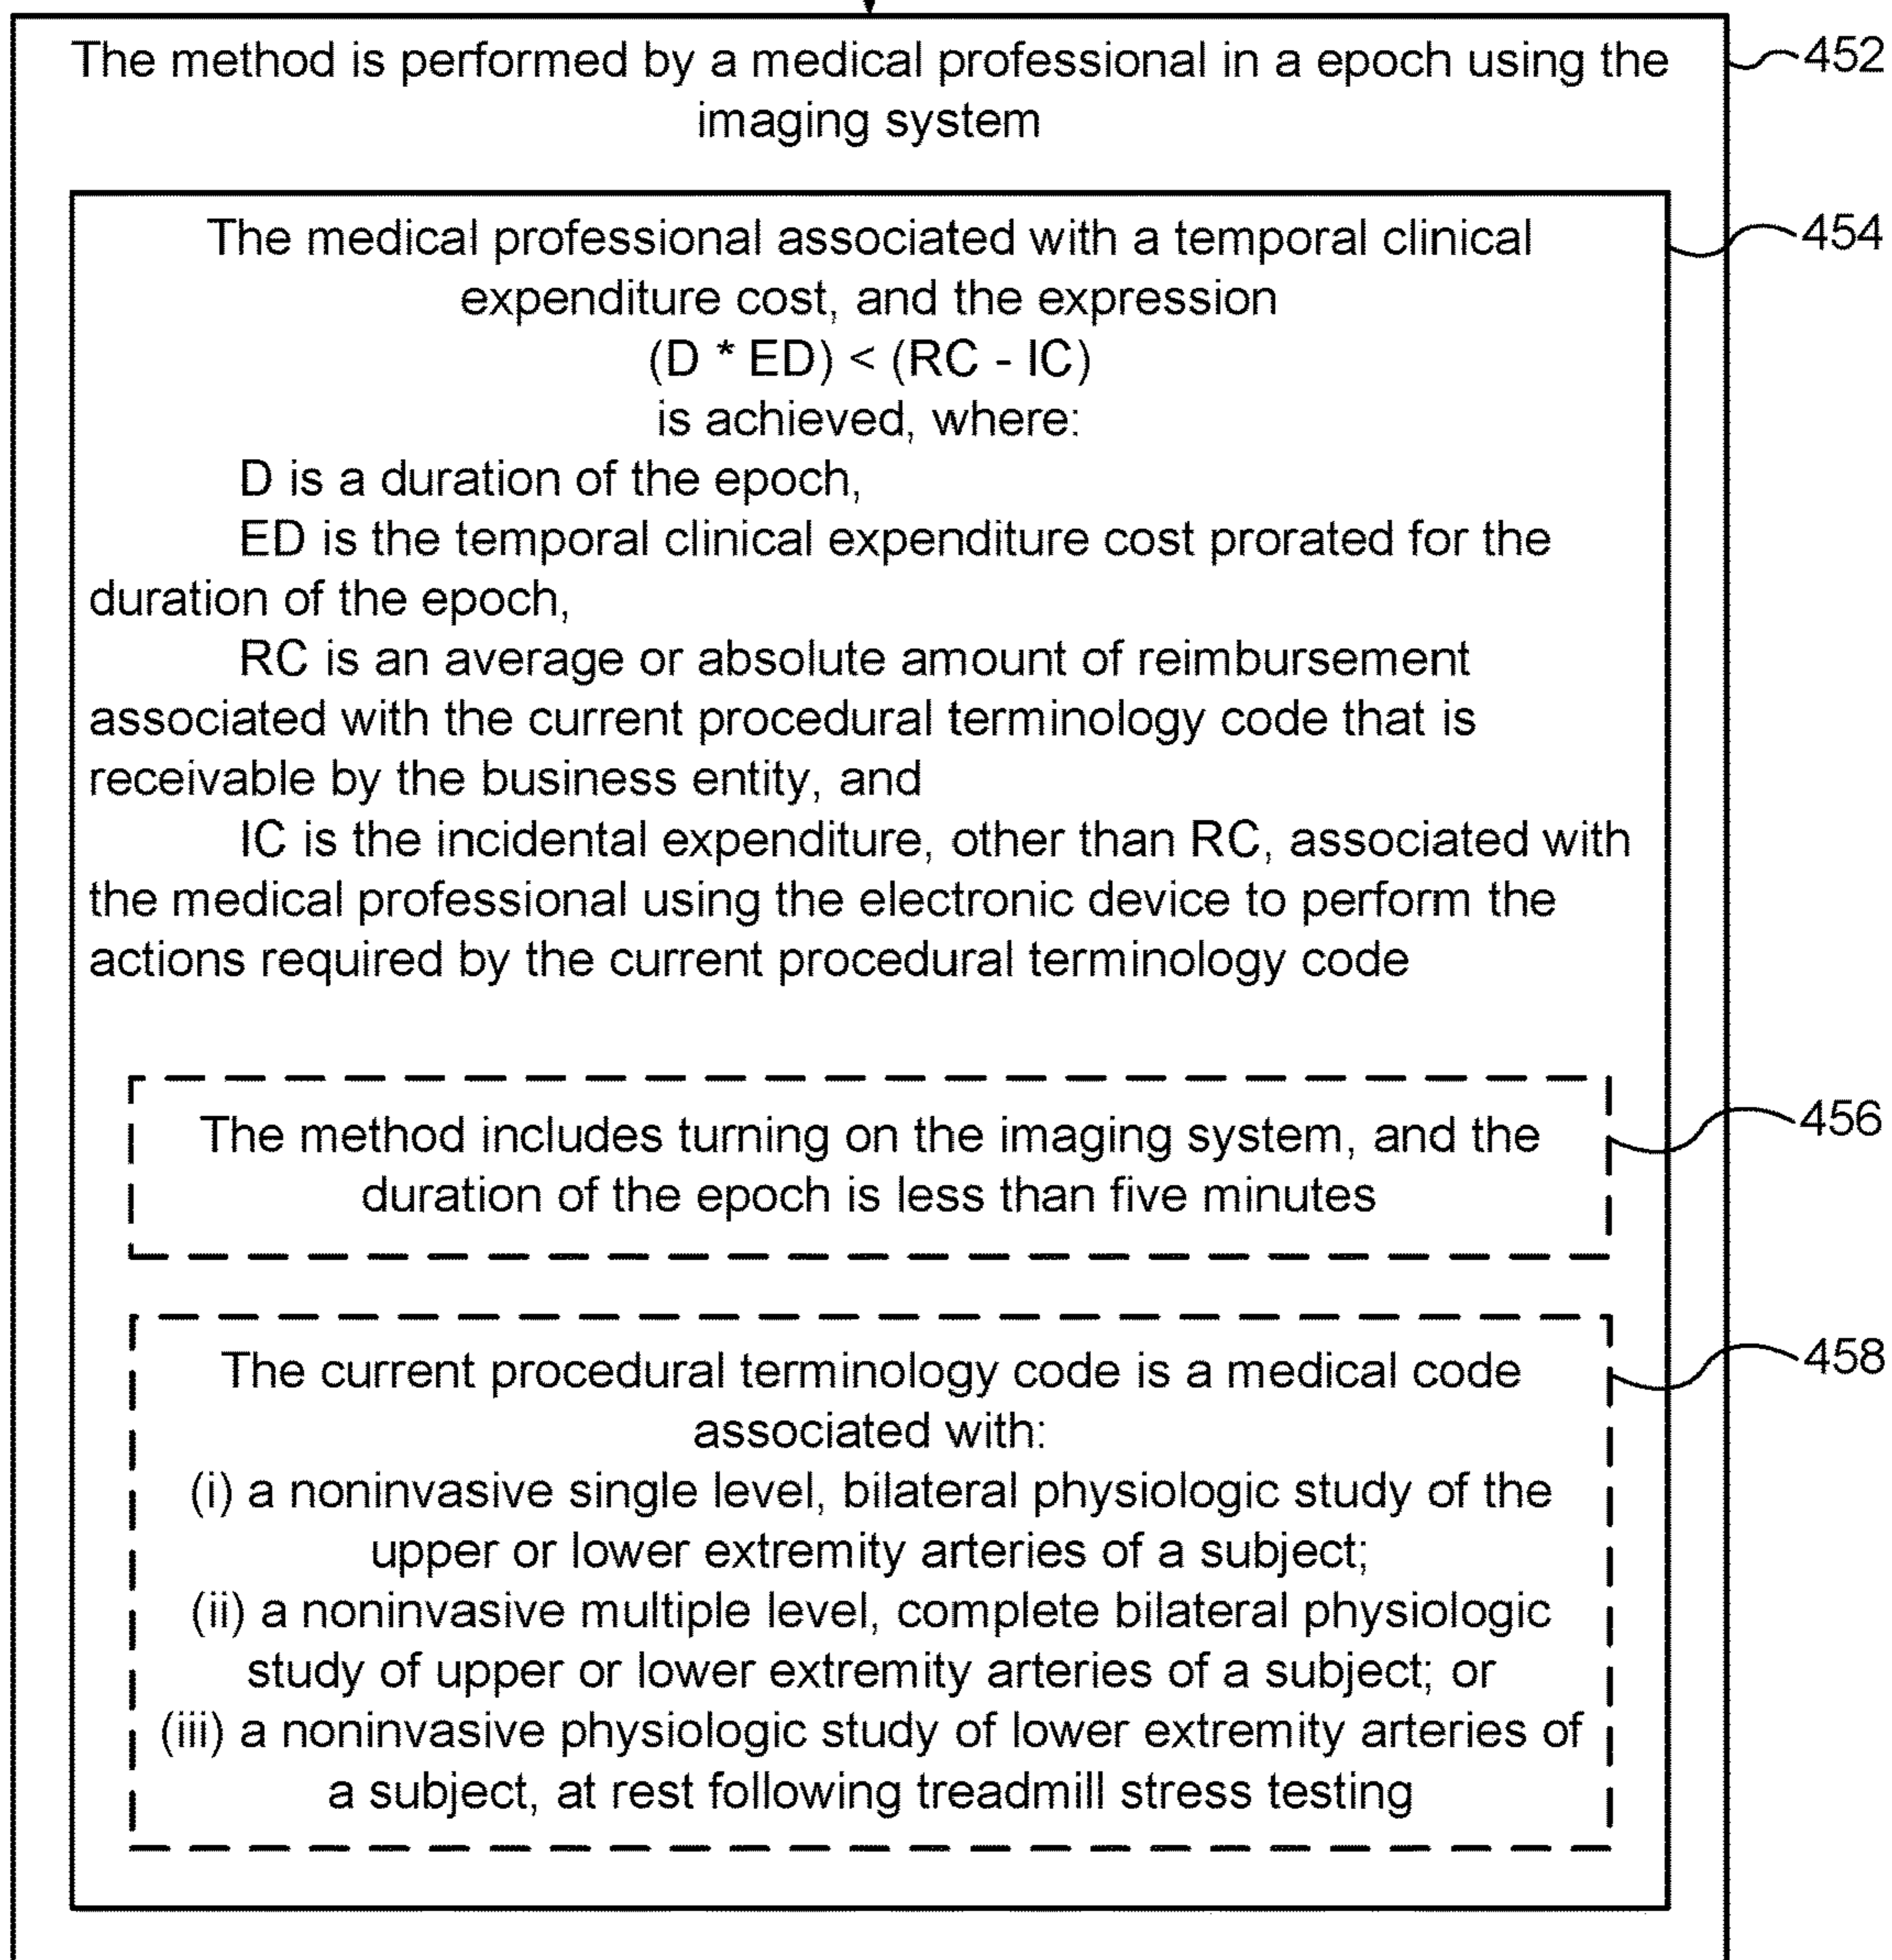 The method is performed by a medical professional in a epoch using the
imaging system
452
The medical professional associated with a temporal clinical
expenditure cost, and the expression
(D * ED) < (RC - IC)
is achieved, where:
D is a duration of the epoch,
ED is the temporal clinical expenditure cost prorated for the
duration of the epoch,
RC is an average or absolute amount of reimbursement
associated with the current procedural terminology code that is
receivable by the business entity, and
IC is the incidental expenditure, other than RC, associated with
the medical professional using the electronic device to perform the
actions required by the current procedural terminology code
454
The method includes turning on the imaging system, and the
duration of the epoch is less than five minutes
456
The current procedural terminology code is a medical code
associated with:
(i) a noninvasive single level, bilateral physiologic study of the
upper or lower extremity arteries of a subject;
(ii) a noninvasive multiple level, complete bilateral physiologic
study of upper or lower extremity arteries of a subject; or
(iii) a noninvasive physiologic study of lower extremity arteries of
a subject, at rest following treadmill stress testing
458